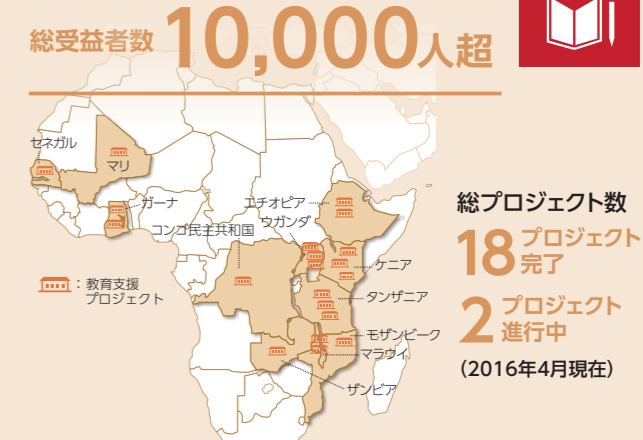 総受益者数 10,000人超
セネガル
マリ
ガーナ
エチオピア
ウガンダ
コンゴ民主共和国
ケニア
：教育支援
プロジェクト
タンザニア
モザンビーク
マラウイ
ザンビア
総プロジェクト数
18プロジェクト
完了
2プロジェクト
進行中
(2016年4月現在)